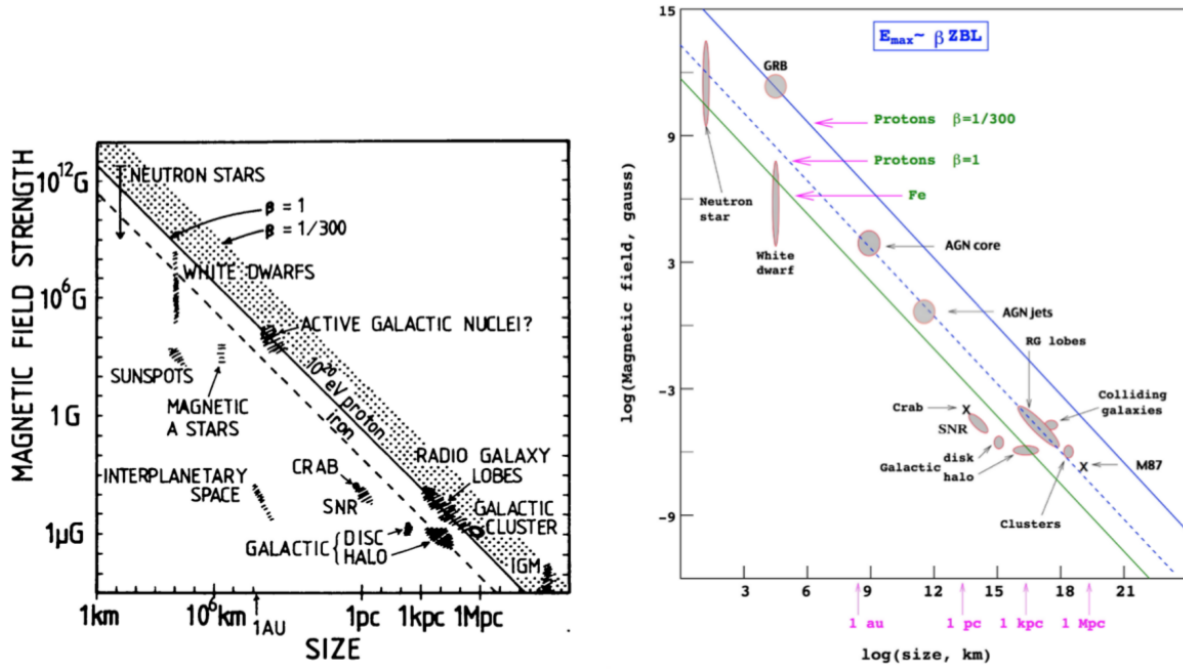 MAGNETIC FIELD STRENGTH
10¹²G
10⁶G
1G
1μG
NEUTRON STARS
β = 1
β = 1/300
WHITE DWARFS
ACTIVE GALACTIC NUCLEI?
SUNSPOTS
MAGNETIC
A STARS
10²⁰ eV proton
iron
INTERPLANETARY
SPACE
CRAB
SNR
RADIO GALAXY
LOBES
GALACTIC
CLUSTER
GALACTIC { DISC
HALO
IGM
1km
10⁶km
1AU
1pc
1kpc
1Mpc
SIZE
log(Magnetic field, gauss)
15
9
3
-3
-9
Emax~ βZBL
GRB
Protons β=1/300
Protons β=1
Fe
Neutron
star
White
dwarf
AGN core
AGN jets
RG lobes
Colliding
galaxies
Crab
X
SNR
disk
Galactic
halo
X
M87
Clusters
3 6 9 12 15 18 21
1 au 1 pc 1 kpc 1 Mpc
log(size, km)